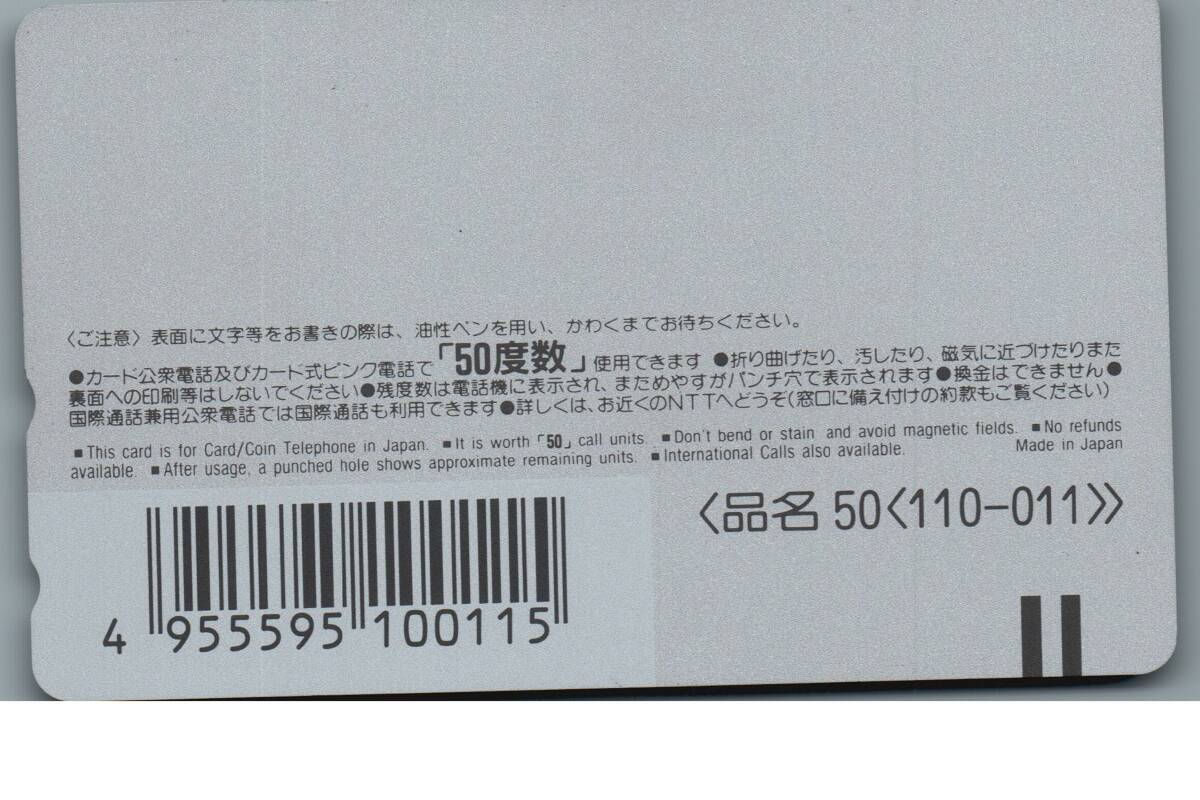 〈ご注意〉表面に文字等をお書きの際は、油性ペンを用い、かわくまでお待ちください。
●カード公衆電話及びカード式ピンク電話で「50度数」使用できます ●折り曲げたり、汚したり、磁気に近づけたりまた
裏面への印刷等はしないでください●残度数は電話機に表示され、まためやすがパンチ穴で表示されます●換金はできません●
国際通話兼用公衆電話では国際通話も利用できます●詳しくは、お近くのNTTへどうぞ(窓口に備え付けの約款もご覧ください)
■This card is for Card/Coin Telephone in Japan. ■It is worth「50」call units. ■Don't bend or stain and avoid magnetic fields. ■No refunds
available. ■After usage, a punched hole shows approximate remaining units. ■International Calls also available. Made in Japan
〈品名 50〈110-011〉〉
4 955595 100115